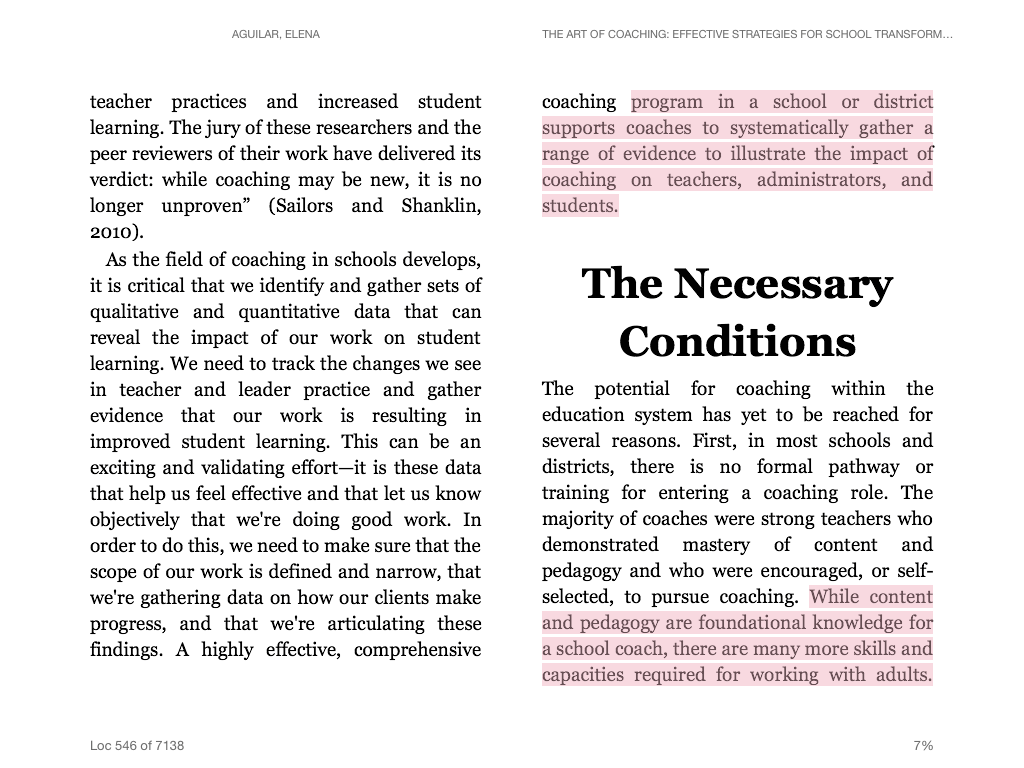 AGUILAR, ELENA
THE ART OF COACHING: EFFECTIVE STRATEGIES FOR SCHOOL TRANSFORM…
teacher practices and increased student
learning. The jury of these researchers and the
peer reviewers of their work have delivered its
verdict: while coaching may be new, it is no
longer unproven” (Sailors and Shanklin,
2010).
As the field of coaching in schools develops,
it is critical that we identify and gather sets of
qualitative and quantitative data that can
reveal the impact of our work on student
learning. We need to track the changes we see
in teacher and leader practice and gather
evidence that our work is resulting in
improved student learning. This can be an
exciting and validating effort—it is these data
that help us feel effective and that let us know
objectively that we're doing good work. In
order to do this, we need to make sure that the
scope of our work is defined and narrow, that
we're gathering data on how our clients make
progress, and that we're articulating these
findings. A highly effective, comprehensive
coaching program in a school or district
supports coaches to systematically gather a
range of evidence to illustrate the impact of
coaching on teachers, administrators, and
students.
The Necessary
Conditions
The potential for coaching within the
education system has yet to be reached for
several reasons. First, in most schools and
districts, there is no formal pathway or
training for entering a coaching role. The
majority of coaches were strong teachers who
demonstrated mastery of content and
pedagogy and who were encouraged, or self-
selected, to pursue coaching. While content
and pedagogy are foundational knowledge for
a school coach, there are many more skills and
capacities required for working with adults.
Loc 546 of 7138
7%